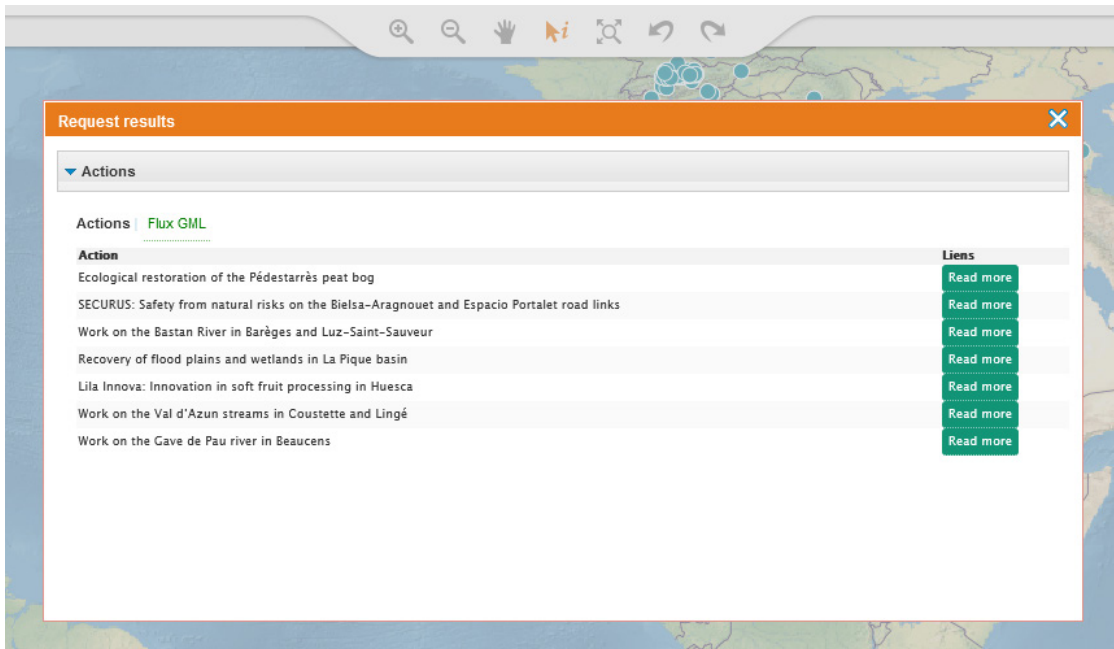 Request results
Actions
Actions | Flux GML
Action Liens
Ecological restoration of the Pédestarrès peat bog Read more
SECURUS: Safety from natural risks on the Bielsa-Aragnouet and Espacio Portalet road links Read more
Work on the Bastan River in Barèges and Luz-Saint-Sauveur Read more
Recovery of flood plains and wetlands in La Pique basin Read more
Lila Innova: Innovation in soft fruit processing in Huesca Read more
Work on the Val d'Azun streams in Coustette and Lingé Read more
Work on the Gave de Pau river in Beaucens Read more